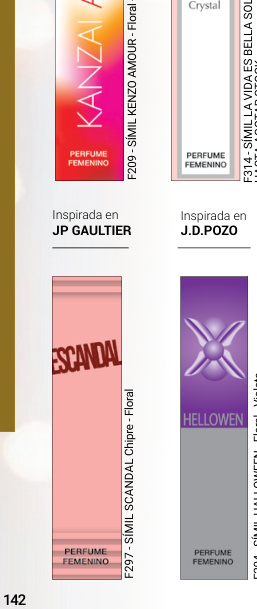 KANZAI A
PERFUME
FEMENINO
F209 - SÍMIL KENZO AMOUR - Floral
Crystal
PERFUME
FEMENINO
F314 - SÍMIL LA VIDA ES BELLA SOL
Inspirada en
JP GAULTIER
Inspirada en
J.D.POZO
ESCANDAL
PERFUME
FEMENINO
F297 - SÍMIL SCANDAL Chipre - Floral
HELLOWEN
PERFUME
FEMENINO
142